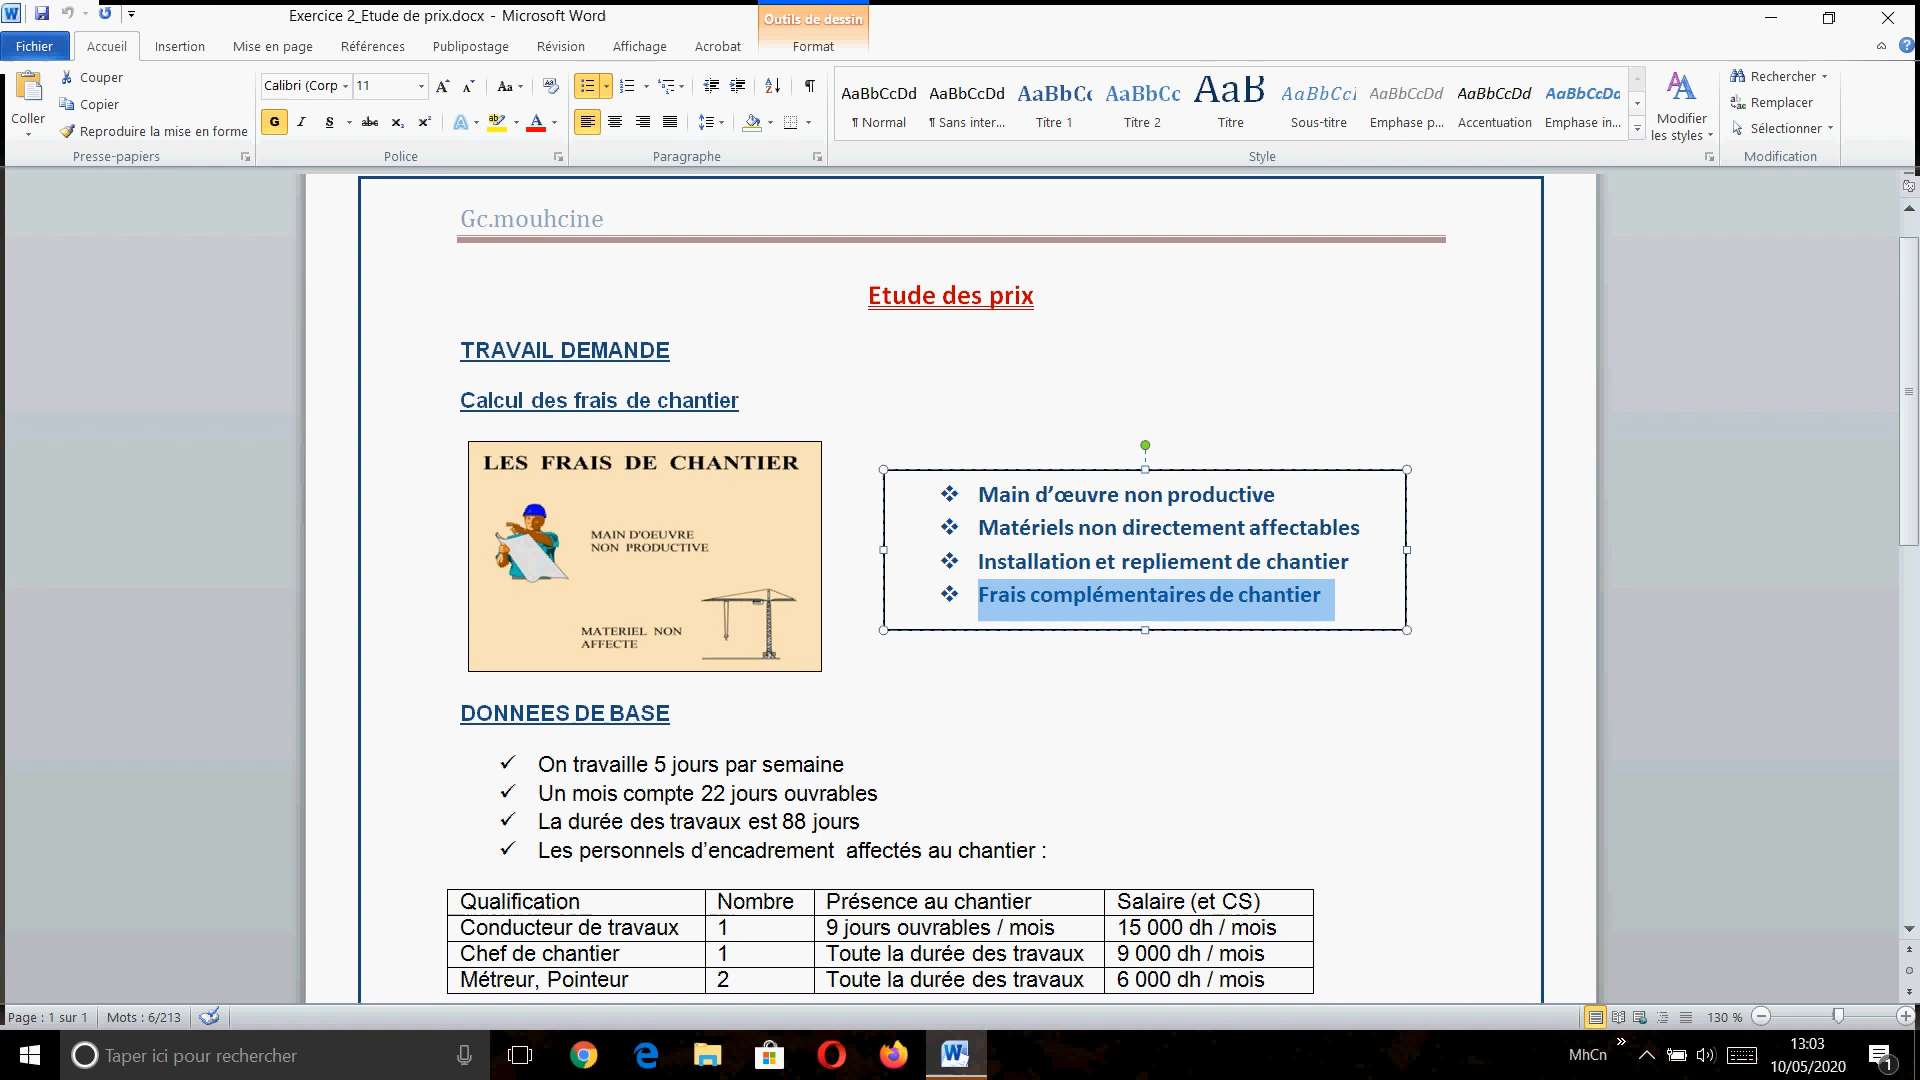 Exercice 2_Etude de prix.docx - Microsoft Word
Outils de dessin
Fichier Accueil Insertion Mise en page Références Publipostage Révision Affichage Acrobat Format
Coller
Couper
Copier
Reproduire la mise en forme
Presse-papiers
Calibri (Corp 11
G I S abc x₂ x²
Police
Paragraphe
AaBbCcDd AaBbCcDd AaBbCc AaBbCc AaB AaBbCcI AaBbCcDd AaBbCcDd AaBbCcDd
¶ Normal ¶ Sans inter... Titre 1 Titre 2 Titre Sous-titre Emphase p... Accentuation Emphase in...
Style
Modifier
les styles
Rechercher
Remplacer
Sélectionner
Modification
Gc.mouhcine
Etude des prix
TRAVAIL DEMANDE
Calcul des frais de chantier
LES FRAIS DE CHANTIER
MAIN D'OEUVRE
NON PRODUCTIVE
MATERIEL NON
AFFECTE
❖ Main d’œuvre non productive
❖ Matériels non directement affectables
❖ Installation et repliement de chantier
❖ Frais complémentaires de chantier
DONNEES DE BASE
✓ On travaille 5 jours par semaine
✓ Un mois compte 22 jours ouvrables
✓ La durée des travaux est 88 jours
✓ Les personnels d’encadrement affectés au chantier :
Qualification Nombre Présence au chantier Salaire (et CS)
Conducteur de travaux 1 9 jours ouvrables / mois 15 000 dh / mois
Chef de chantier 1 Toute la durée des travaux 9 000 dh / mois
Métreur, Pointeur 2 Toute la durée des travaux 6 000 dh / mois
Page : 1 sur 1 Mots : 6/213 130 %
Taper ici pour rechercher
MhCn
13:03
10/05/2020
1